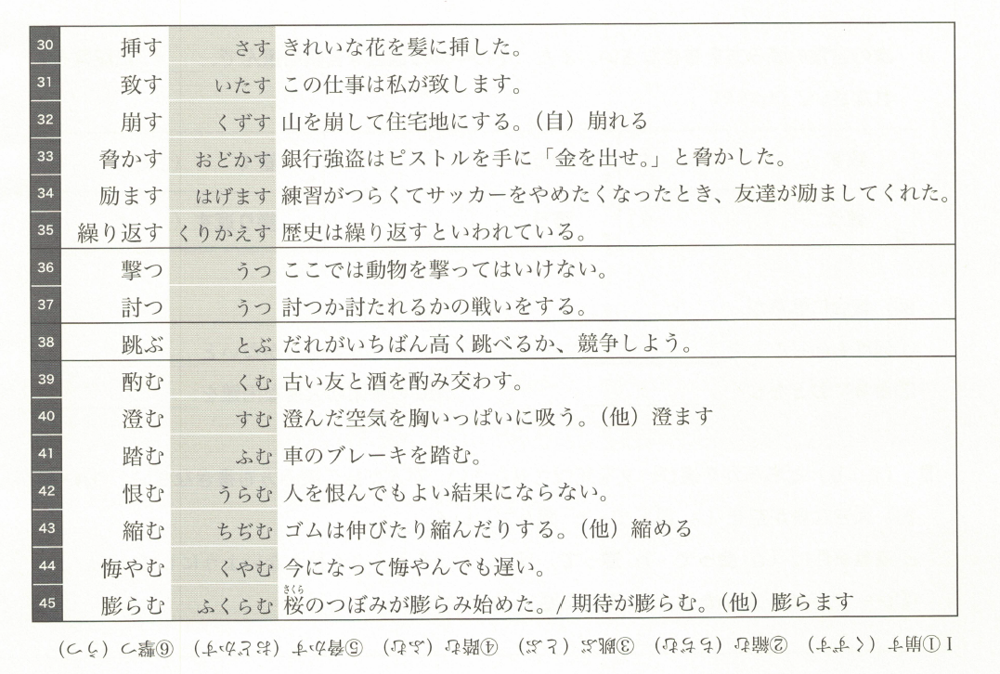 30 挿す さす きれいな花を髪に挿した。
31 致す いたす この仕事は私が致します。
32 崩す くずす 山を崩して住宅地にする。（自）崩れる
33 脅かす おどかす 銀行強盗はピストルを手に「金を出せ。」と脅かした。
34 励ます はげます 練習がつらくてサッカーをやめたくなったとき、友達が励ましてくれた。
35 繰り返す くりかえす 歴史は繰り返すといわれている。
36 撃つ うつ ここでは動物を撃ってはいけない。
37 討つ うつ 討つか討たれるかの戦いをする。
38 跳ぶ とぶ だれがいちばん高く跳べるか、競争しよう。
39 酌む くむ 古い友と酒を酌み交わす。
40 澄む すむ 澄んだ空気を胸いっぱいに吸う。（他）澄ます
41 踏む ふむ 車のブレーキを踏む。
42 恨む うらむ 人を恨んでもよい結果にならない。
43 縮む ちぢむ ゴムは伸びたり縮んだりする。（他）縮める
44 悔やむ くやむ 今になって悔やんでも遅い。
さくら
45 膨らむ ふくらむ 桜のつぼみが膨らみ始めた。/ 期待が膨らむ。（他）膨らます
I ①崩す（くずす） ②縮む（ちぢむ） ③跳ぶ（とぶ） ④踏む（ふむ） ⑤脅かす（おどかす） ⑥撃つ（うつ）